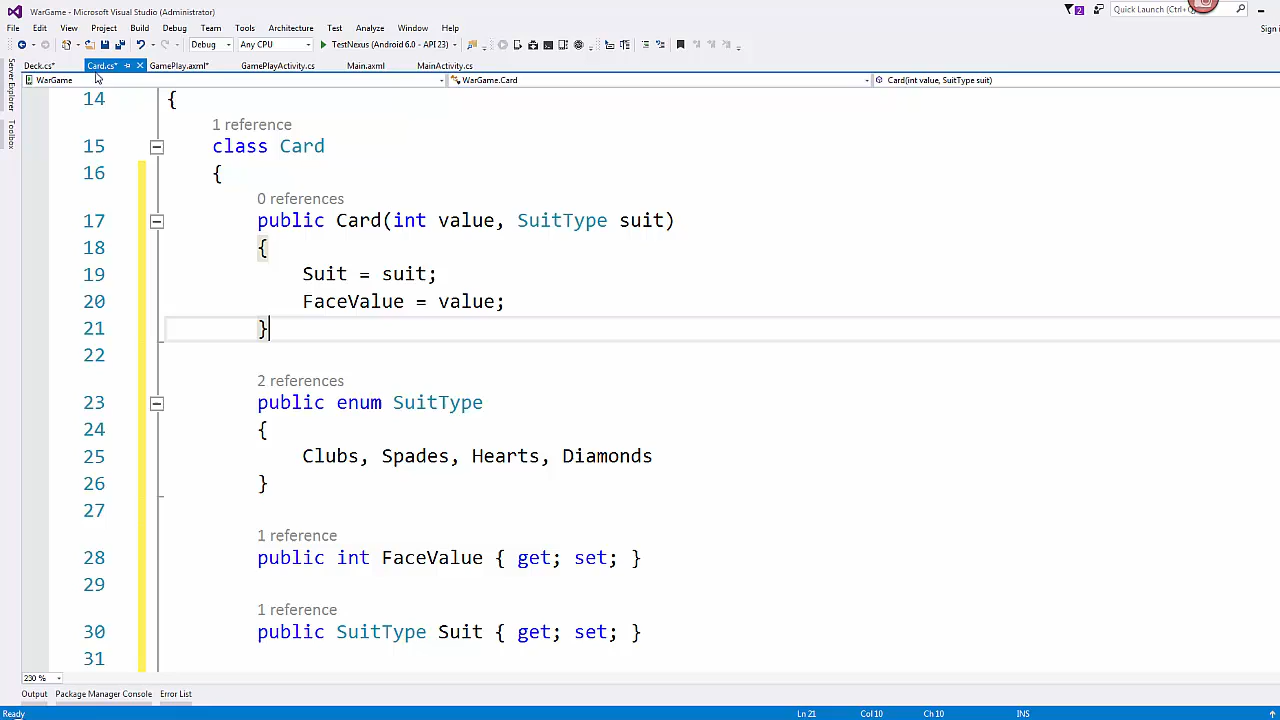 WarGame - Microsoft Visual Studio (Administrator)
2
Quick Launch (Ctrl+Q)
File Edit View Project Build Debug Team Tools Architecture Test Analyze Window Help
Sign i
Debug Any CPU TestNexus (Android 6.0 - API 23)
Deck.cs* Card.cs* GamePlay.axml* GamePlayActivity.cs Main.axml MainActivity.cs
WarGame WarGame.Card Card(int value, SuitType suit)
Server Explorer
Toolbox
14 {
1 reference
15 class Card
16 {
0 references
17 public Card(int value, SuitType suit)
18 {
19 Suit = suit;
20 FaceValue = value;
21 }
22
2 references
23 public enum SuitType
24 {
25 Clubs, Spades, Hearts, Diamonds
26 }
27
1 reference
28 public int FaceValue { get; set; }
29
1 reference
30 public SuitType Suit { get; set; }
31
230 %
Output Package Manager Console Error List
Ready Ln 21 Col 10 Ch 10 INS